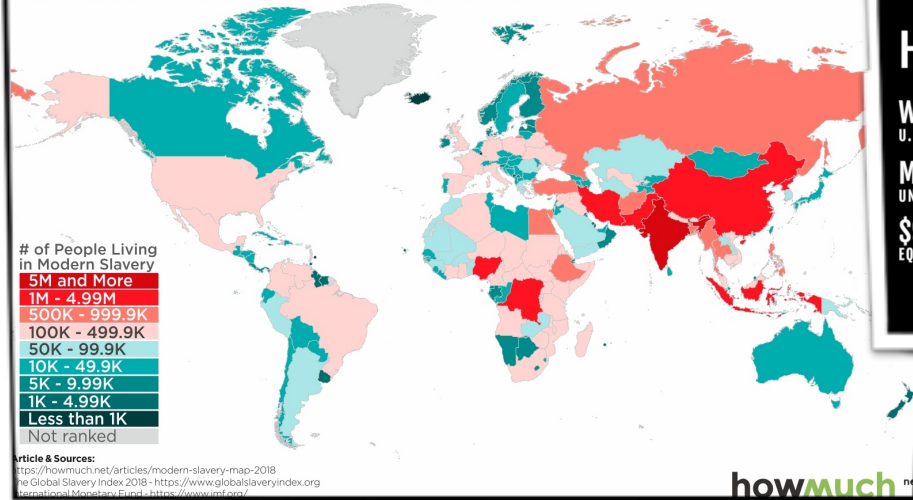 # of People Living
in Modern Slavery
5M and More
1M - 4.99M
500K - 999.9K
100K - 499.9K
50K - 99.9K
10K - 49.9K
5K - 9.99K
1K - 4.99K
Less than 1K
Not ranked
Article & Sources:
https://howmuch.net/articles/modern-slavery-map-2018
The Global Slavery Index 2018 - https://www.globalslaveryindex.org
International Monetary Fund - https://www.imf.org/
H
W
U.
M
UN
$
EQ
howmuch
ne